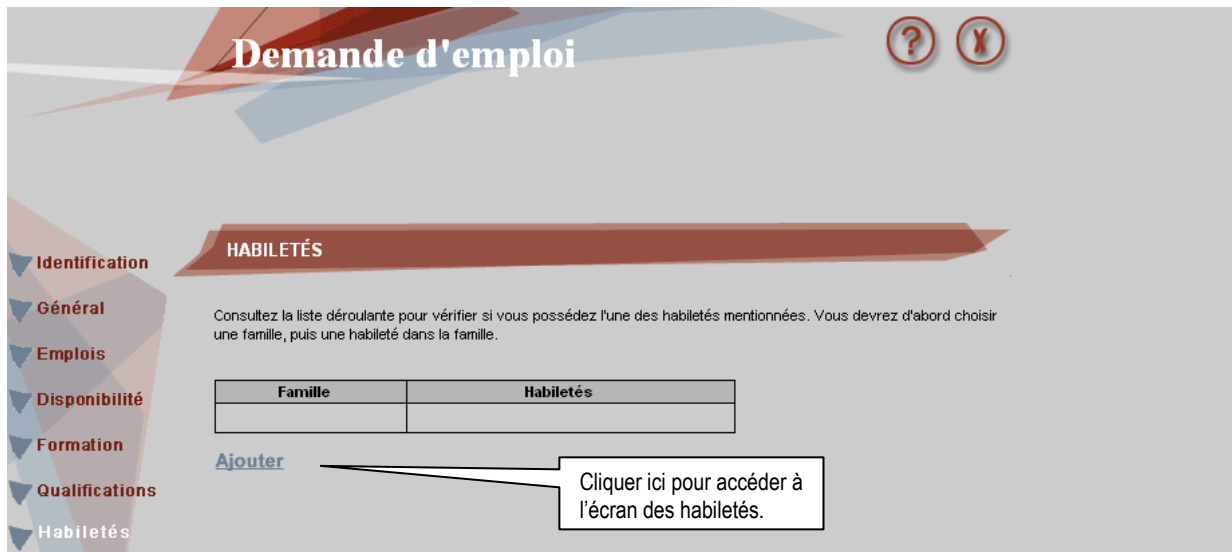 Demande d'emploi
? X
HABILETÉS
Identification
Général
Emplois
Disponibilité
Formation
Qualifications
Habiletés
Consultez la liste déroulante pour vérifier si vous possédez l'une des habiletés mentionnées. Vous devrez d'abord choisir
une famille, puis une habileté dans la famille.
Famille Habiletés
Ajouter
Cliquer ici pour accéder à
l'écran des habiletés.